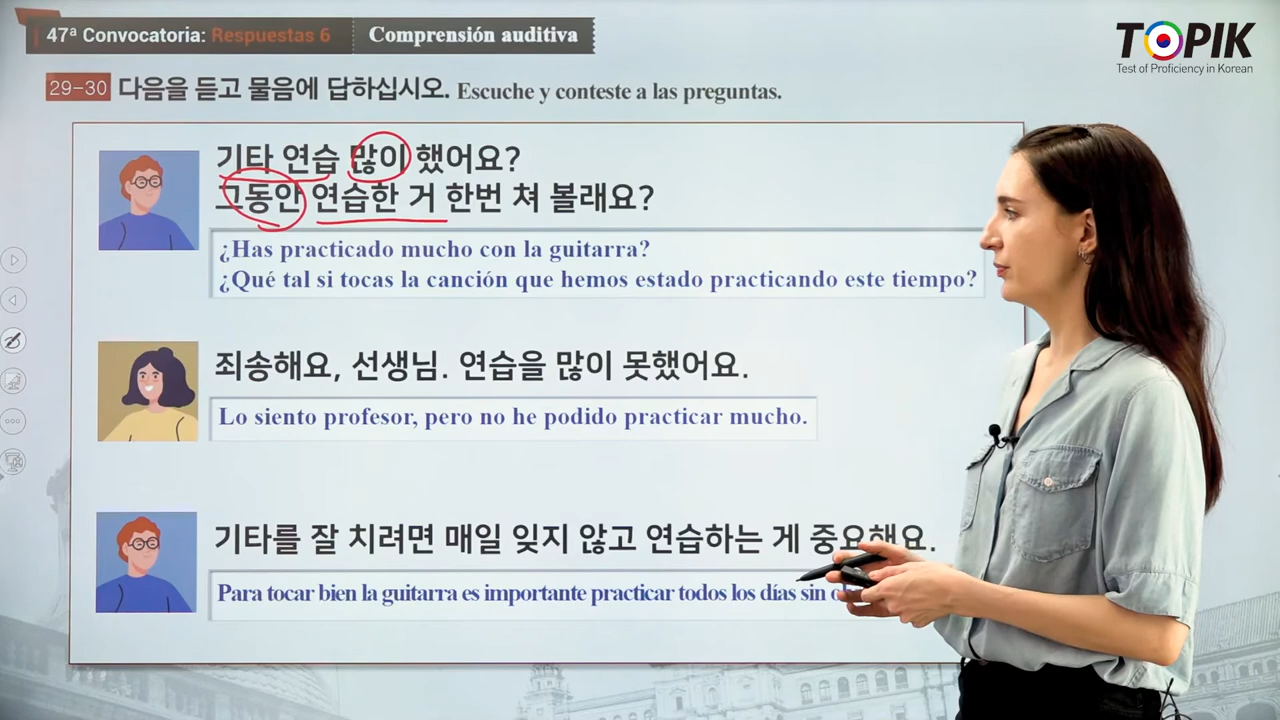 47ª Convocatoria: Respuestas 6 Comprensión auditiva
TOPIK
Test of Proficiency in Korean
29-30 다음을 듣고 물음에 답하십시오. Escuche y conteste a las preguntas.
기타 연습 많이 했어요?
그동안 연습한 거 한번 쳐 볼래요?
¿Has practicado mucho con la guitarra?
¿Qué tal si tocas la canción que hemos estado practicando este tiempo?
죄송해요, 선생님. 연습을 많이 못했어요.
Lo siento profesor, pero no he podido practicar mucho.
기타를 잘 치려면 매일 잊지 않고 연습하는 게 중요해요.
Para tocar bien la guitarra es importante practicar todos los días sin